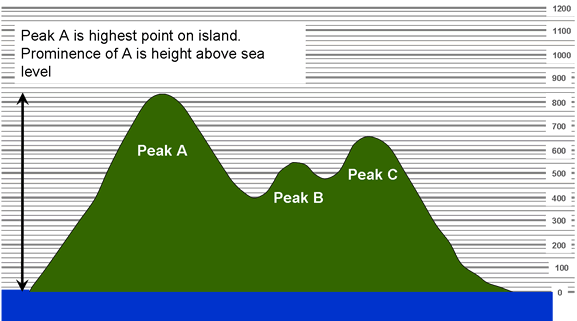 Peak A is highest point on island.
Prominence of A is height above sea
level
Peak A
Peak B
Peak C
1200
1100
1000
900
800
700
600
500
400
300
200
100
0